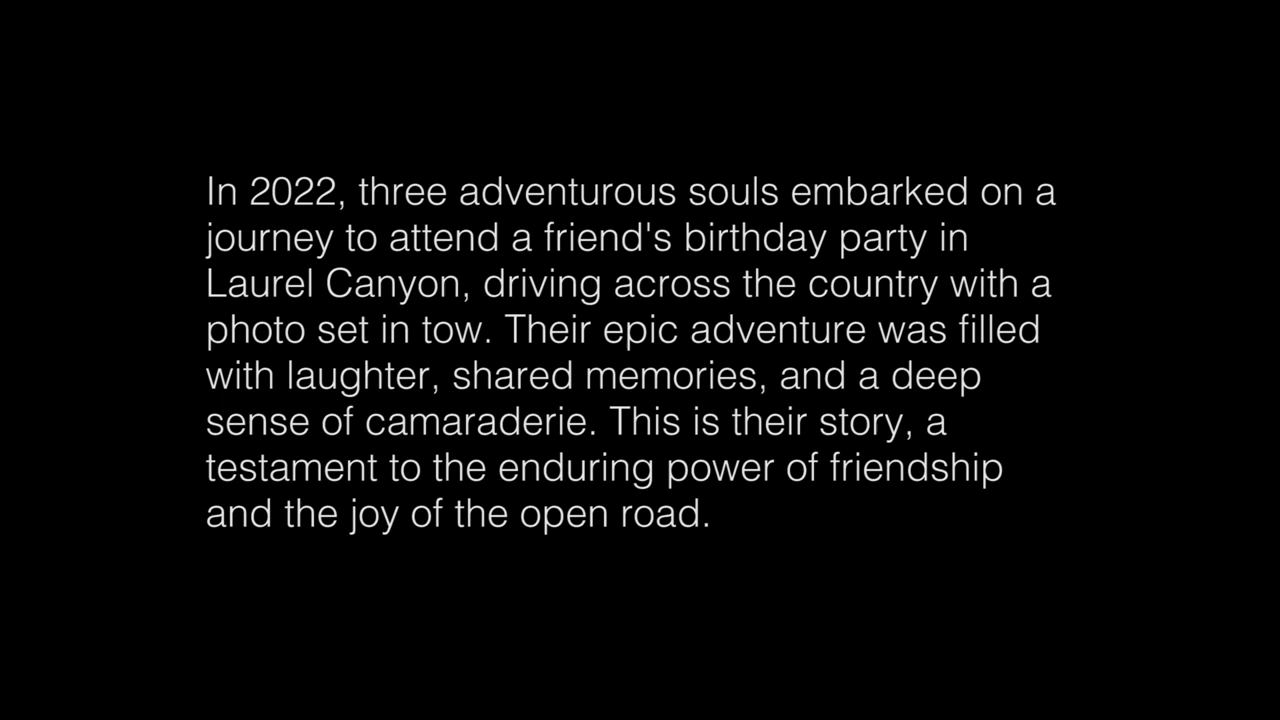 In 2022, three adventurous souls embarked on a
journey to attend a friend's birthday party in
Laurel Canyon, driving across the country with a
photo set in tow. Their epic adventure was filled
with laughter, shared memories, and a deep
sense of camaraderie. This is their story, a
testament to the enduring power of friendship
and the joy of the open road.